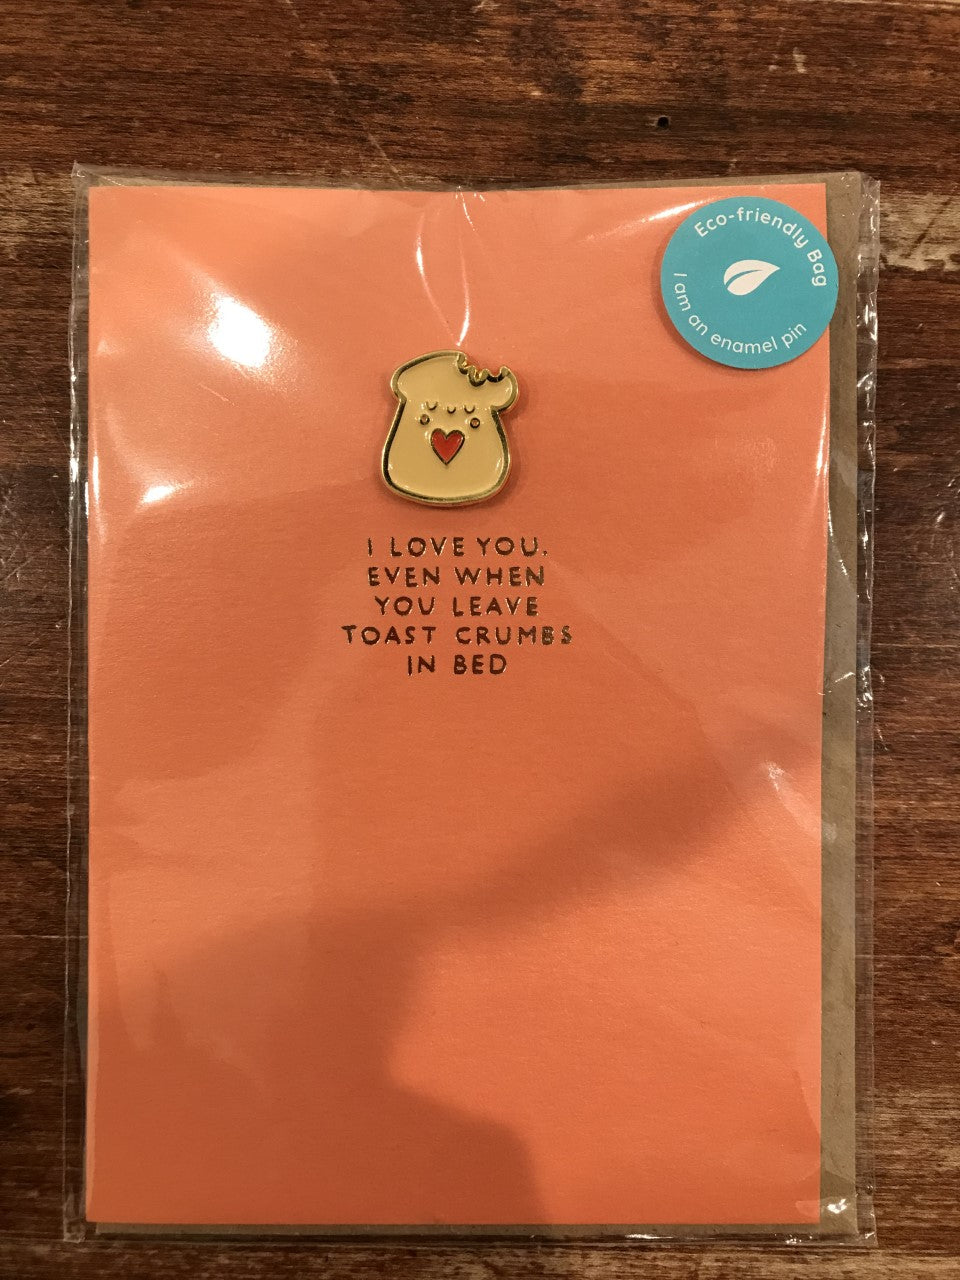 Eco-friendly Bag
I am an enamel pin
I LOVE YOU.
EVEN WHEN
YOU LEAVE
TOAST CRUMBS
IN BED